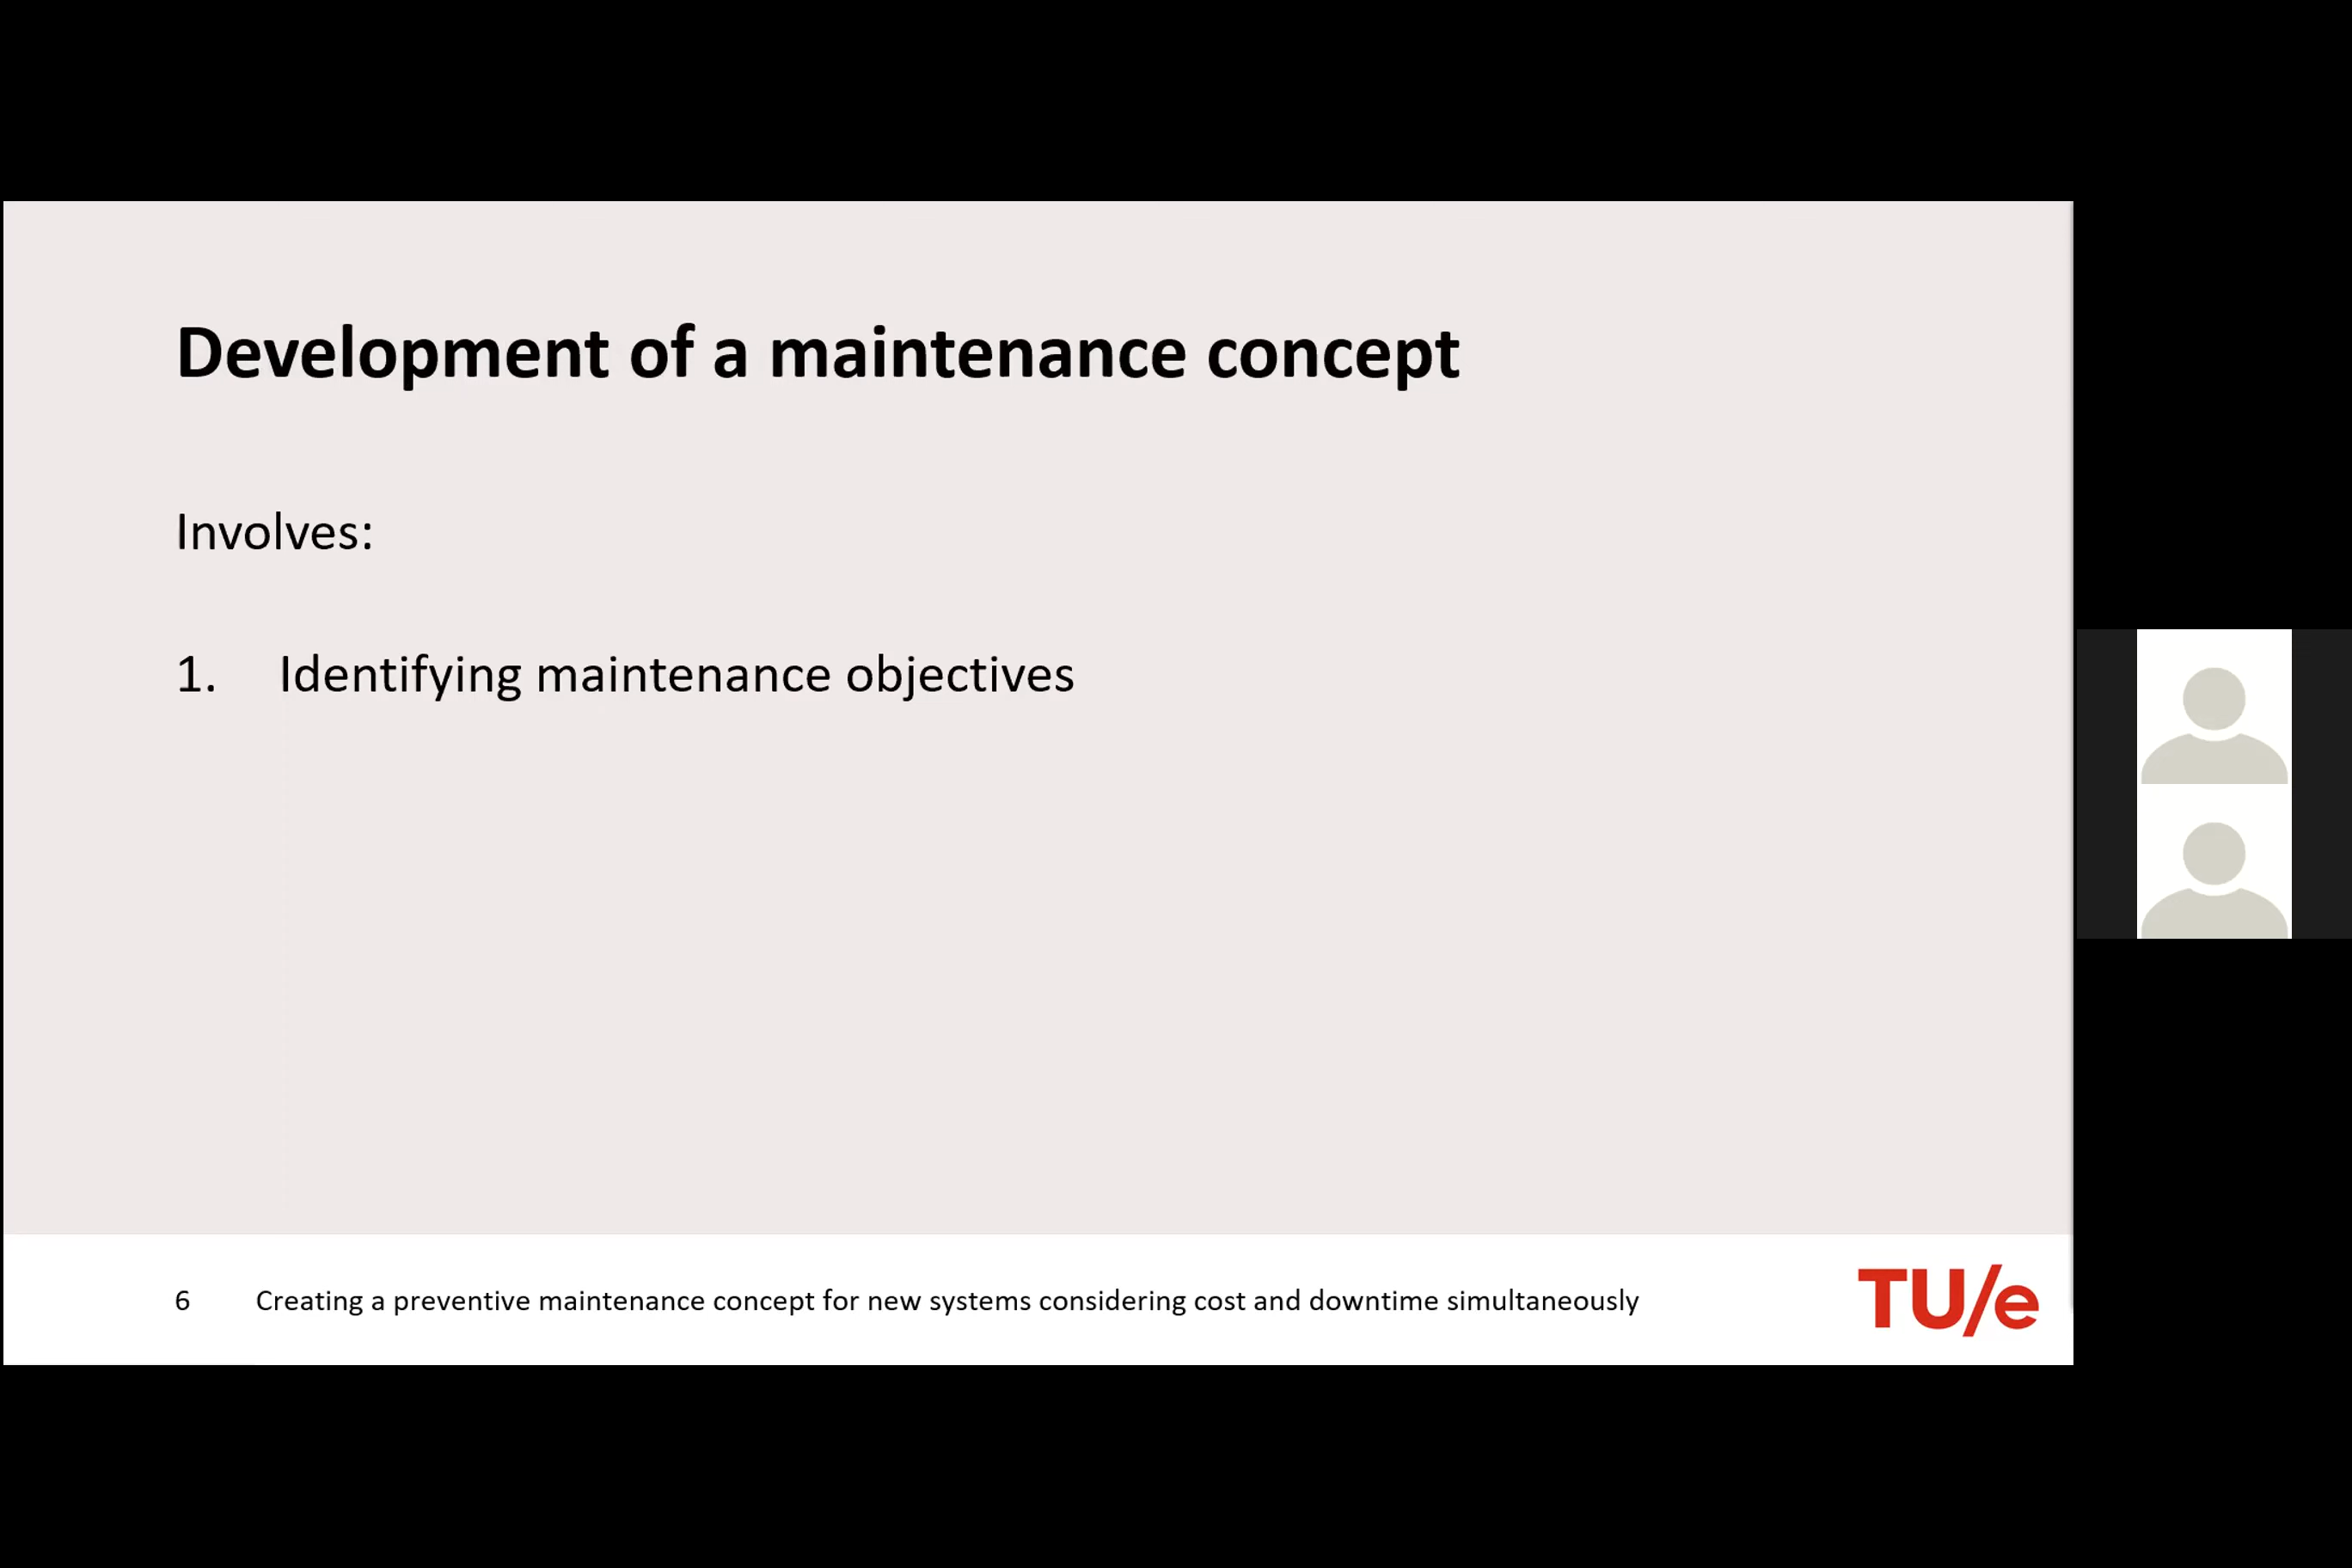 Development of a maintenance concept
Involves:
1. Identifying maintenance objectives
6 Creating a preventive maintenance concept for new systems considering cost and downtime simultaneously
TU/e